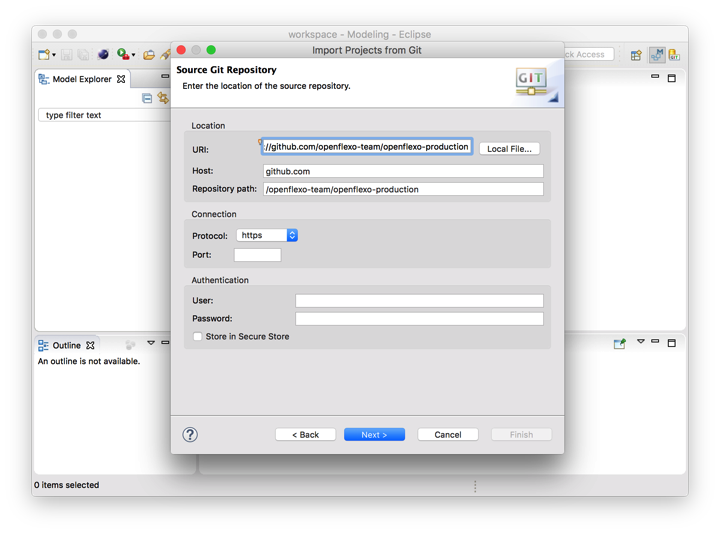 workspace - Modeling - Eclipse
Import Projects from Git
ck Access
Model Explorer
type filter text
Source Git Repository
Enter the location of the source repository.
GIT
Location
URI: ://github.com/openflexo-team/openflexo-production Local File...
Host: github.com
Repository path: /openflexo-team/openflexo-production
Connection
Protocol: https
Port:
Authentication
User:
Password:
Store in Secure Store
Outline
An outline is not available.
? < Back Next > Cancel Finish
0 items selected